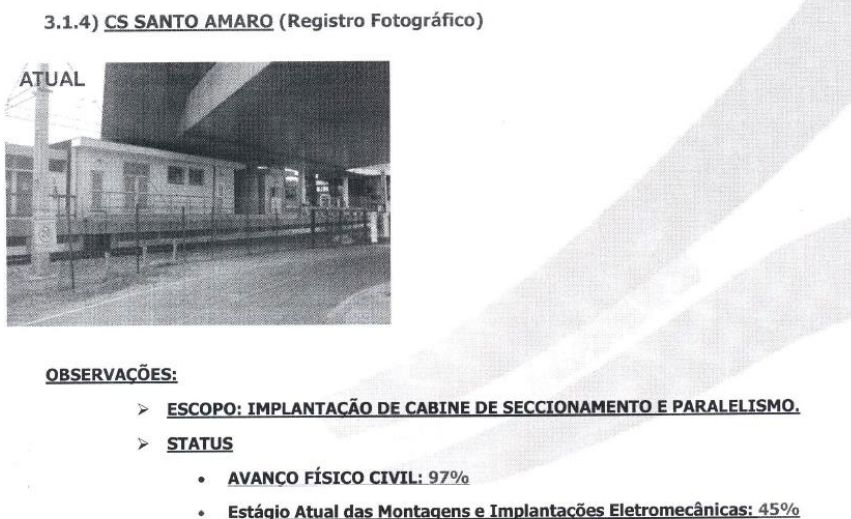 3.1.4) CS SANTO AMARO (Registro Fotográfico)
ATUAL
OBSERVAÇÕES:
➢ ESCOPO: IMPLANTAÇÃO DE CABINE DE SECCIONAMENTO E PARALELISMO.
➢ STATUS
• AVANÇO FÍSICO CIVIL: 97%
• Estágio Atual das Montagens e Implantações Eletromecânicas: 45%